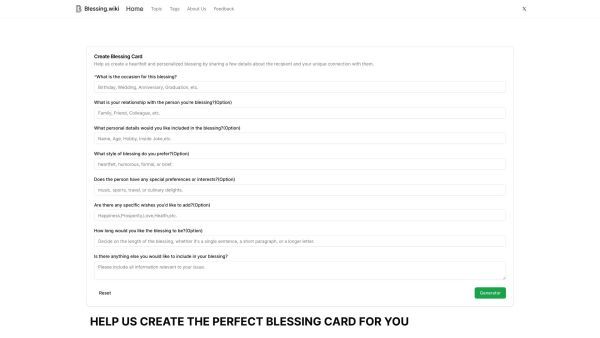 Blessing.wiki Home Topic Tags About Us Feedback X
Create Blessing Card
Help us create a heartfelt and personalized blessing by sharing a few details about the recipient and your unique connection with them.
*What is the occasion for this blessing?
Birthday, Wedding, Anniversary, Graduation, etc.
What is your relationship with the person you're blessing?(Option)
Family, Friend, Colleague, etc.
What personal details would you like included in the blessing?(Option)
Name, Age, Hobby, Inside Joke,etc.
What style of blessing do you prefer?(Option)
heartfelt, humorous, formal, or brief.
Does the person have any special preferences or interests?(Option)
music, sports, travel, or culinary delights.
Are there any specific wishes you'd like to add?(Option)
Happiness,Prosperity,Love,Health,etc.
How long would you like the blessing to be?(Option)
Decide on the length of the blessing, whether it's a single sentence, a short paragraph, or a longer letter.
Is there anything else you would like to include in your blessing?
Please include all information relevant to your issue.
Reset Generator
HELP US CREATE THE PERFECT BLESSING CARD FOR YOU